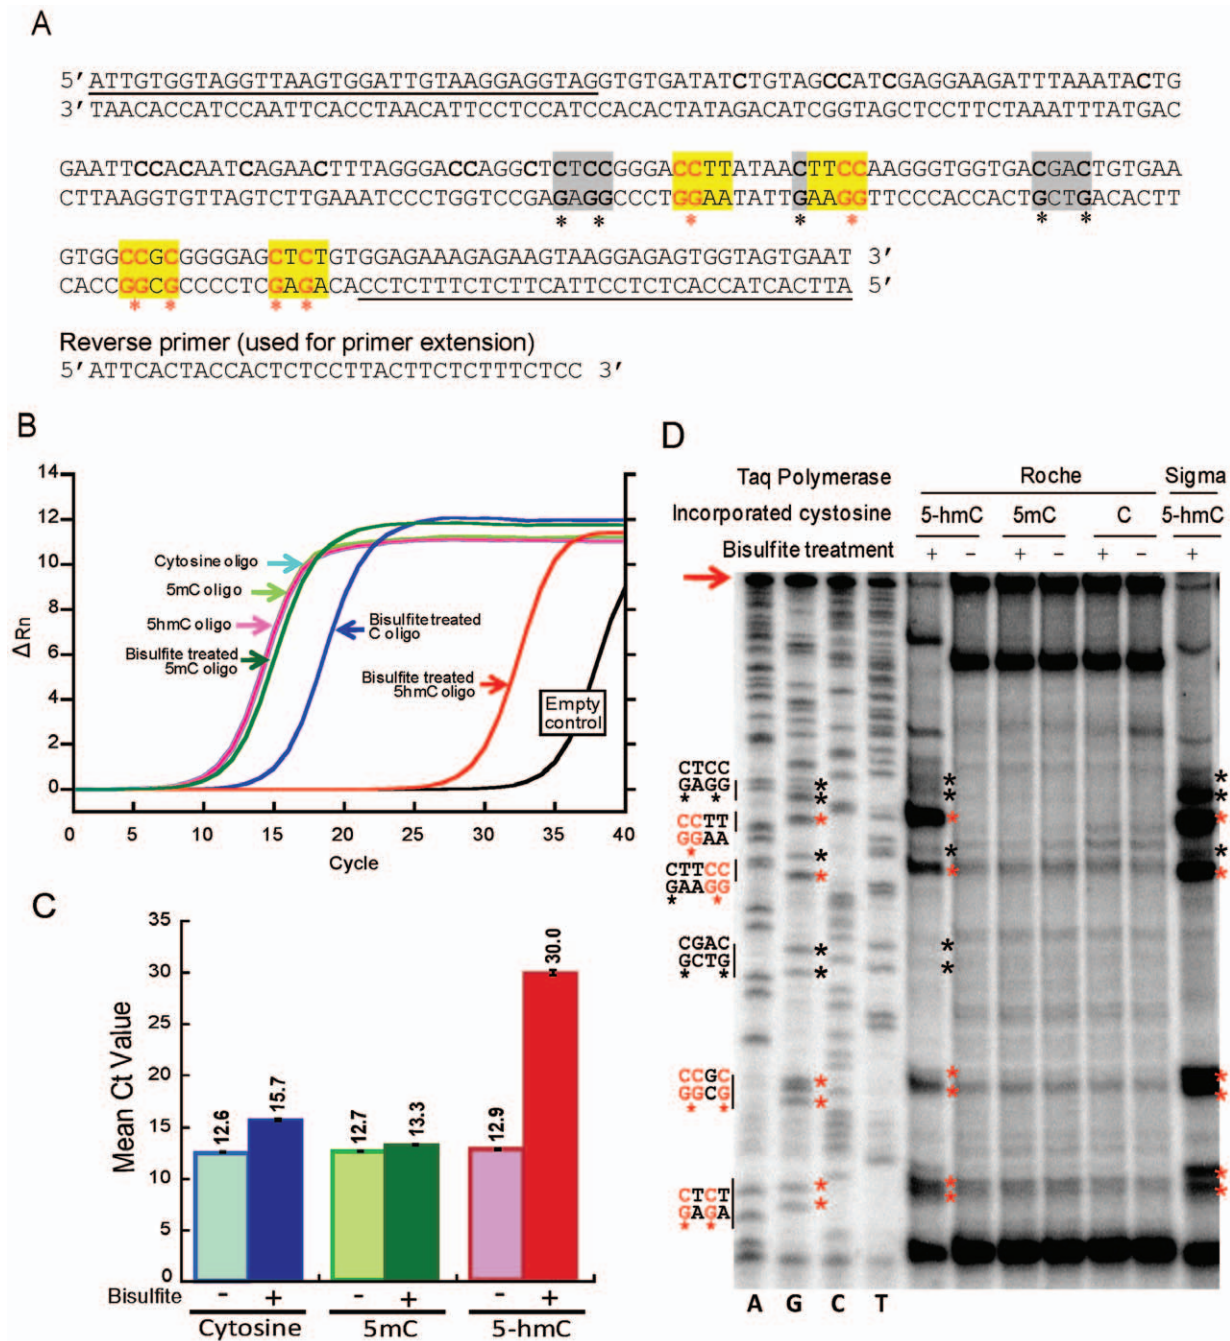 A
5’ATTGTGGTAGGTTAAGTGGATTGTAAGGAGGTAGGTGTGATATCTGTAGCCATCGAGGAAGATTTAAATACTG
3’TAACACCATCCAATTCACCTAACATTCCTCCATCCACACTATAGACATCGGTAGCTCCTTCTAAATTTATGAC
GAATTCCACAATCAGAACTTTAGGGACCAGGCTCTCCGGGACCTTATAACTTCCAAGGGTGGTGACGACTGTGAA
CTTAAGGTGTTAGTCTTGAAATCCCTGGTCCGAGAGGCCCTGGAATATTGAAGGTTCCCACCACTGCTGACACTT
* * * * * * *
GTGGCCGCGGGGAGCTCTGTGGAGAAAGAGAAGTAAGGAGAGTGGTAGTGAAT 3’
CACCGGCGCCCCTCGAGACACCTCTTTCTCTTCATTCCTCTCACCATCACTTA 5’
* * * *
Reverse primer (used for primer extension)
5’ATTCACTACCACTCTCCTTACTTCTCTTTCTCC 3’
B
14
12
10
8
6
4
2
0
ΔRn
Cytosine oligo
5mC oligo
5hmC oligo
Bisulfite treated
5mC oligo
Bisulfite treated
C oligo
Bisulfite treated
5hmC oligo
Empty
control
0 5 10 15 20 25 30 35 40
Cycle
C
35
30
25
20
15
10
5
0
Mean Ct Value
12.6
15.7
12.7
13.3
12.9
30.0
Bisulfite - + - + - +
Cytosine 5mC 5-hmC
D
Taq Polymerase Roche Sigma
Incorporated cystosine 5-hmC 5mC C 5-hmC
Bisulfite treatment + - + - + - +
CTCC
GAGG
* *
CCTT
GGAA
*
CTTCC
GAAGG
* *
CGAC
GCTG
* *
CCGC
GGCG
* *
CTCT
GAGA
* *
A G C T